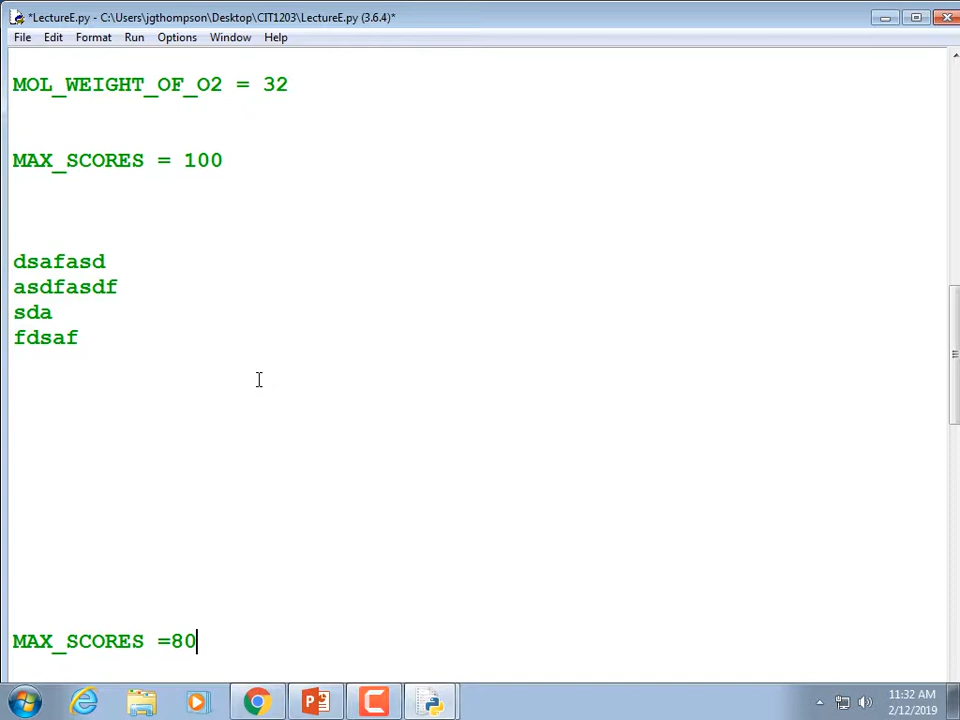 *LectureE.py - C:\Users\jgthompson\Desktop\CIT1203\LectureE.py (3.6.4)*
File Edit Format Run Options Window Help
MOL_WEIGHT_OF_O2 = 32
MAX_SCORES = 100
dsafasd
asdfasdf
sda
fdsaf
MAX_SCORES =80
11:32 AM
2/12/2019